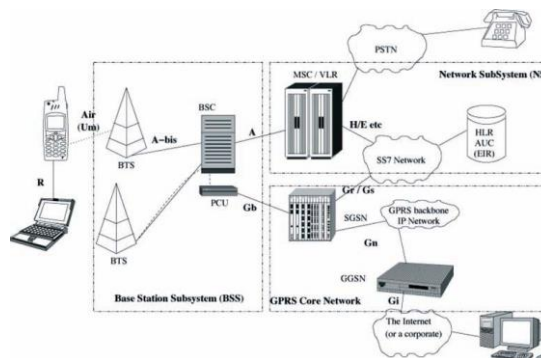 PSTN
BSC
MSC / VLR
Network SubSystem (N
Air
(Um)
A-bis
A
H/E etc
HLR
AUC
(EIR)
BTS
SS7 Network
R
Gr / Gs
BTS
PCU
Gb
SGSN
GPRS backbone
IP Network
Gn
GGSN
Base Station Subsystem (BSS)
GPRS Core Network
Gi
The Internet
(or a corporate)